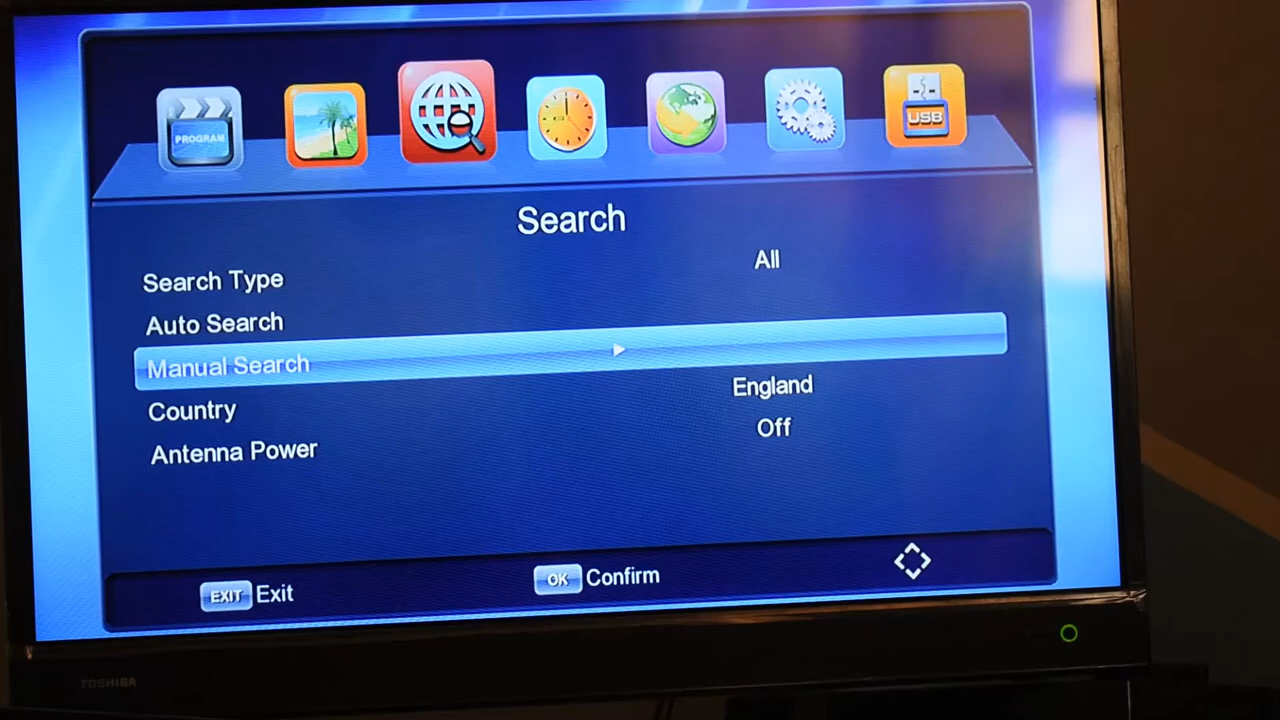 PROGRAM
USB
Search
Search Type All
Auto Search
Manual Search
Country England
Antenna Power Off
EXIT Exit
OK Confirm
TOSHIBA